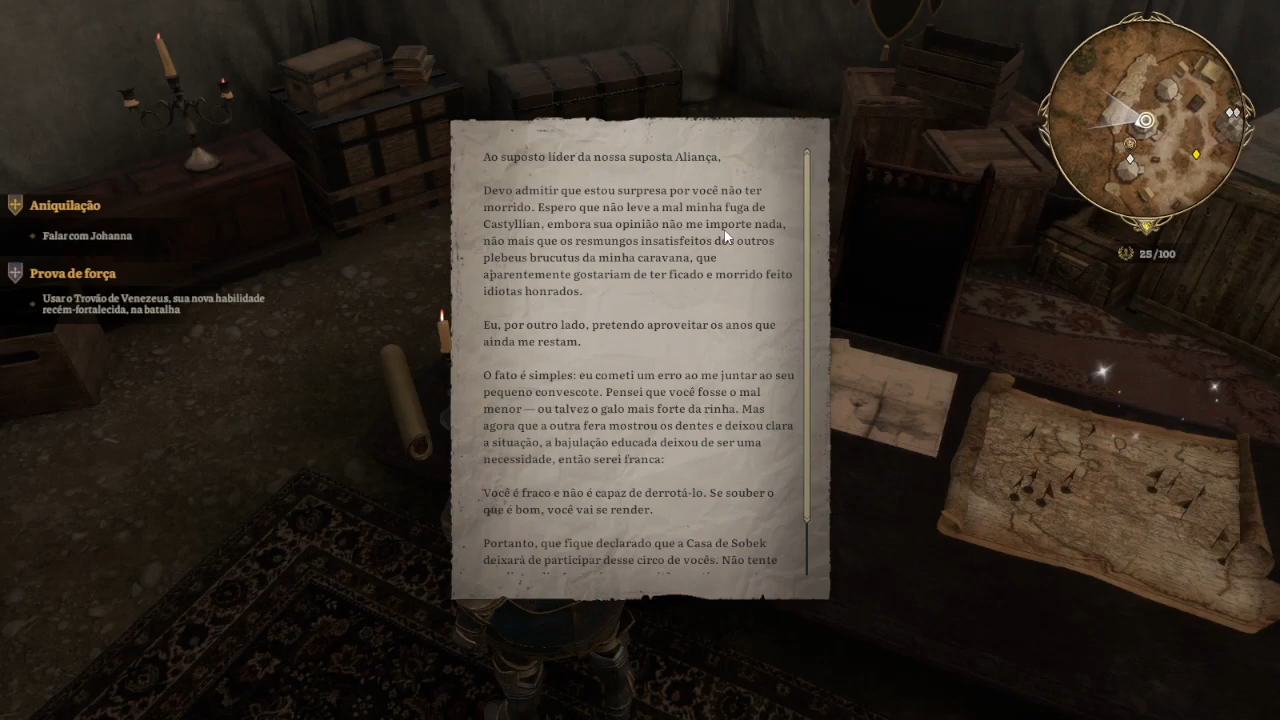 Aniquilação
Falar com Johanna
Prova de força
Usar o Trovão de Venezeus, sua nova habilidade
recém-fortalecida, na batalha
Ao suposto líder da nossa suposta Aliança,
Devo admitir que estou surpresa por você não ter
morrido. Espero que não leve a mal minha fuga de
Castyllian, embora sua opinião não me importe nada,
não mais que os resmungos insatisfeitos dos outros
plebeus brucutus da minha caravana, que
aparentemente gostariam de ter ficado e morrido feito
idiotas honrados.
Eu, por outro lado, pretendo aproveitar os anos que
ainda me restam.
O fato é simples: eu cometi um erro ao me juntar ao seu
pequeno convescote. Pensei que você fosse o mal
menor — ou talvez o galo mais forte da rinha. Mas
agora que a outra fera mostrou os dentes e deixou clara
a situação, a bajulação educada deixou de ser uma
necessidade, então serei franca:
Você é fraco e não é capaz de derrotá-lo. Se souber o
que é bom, você vai se render.
Portanto, que fique declarado que a Casa de Sobek
deixará de participar desse circo de vocês. Não tente
25/100